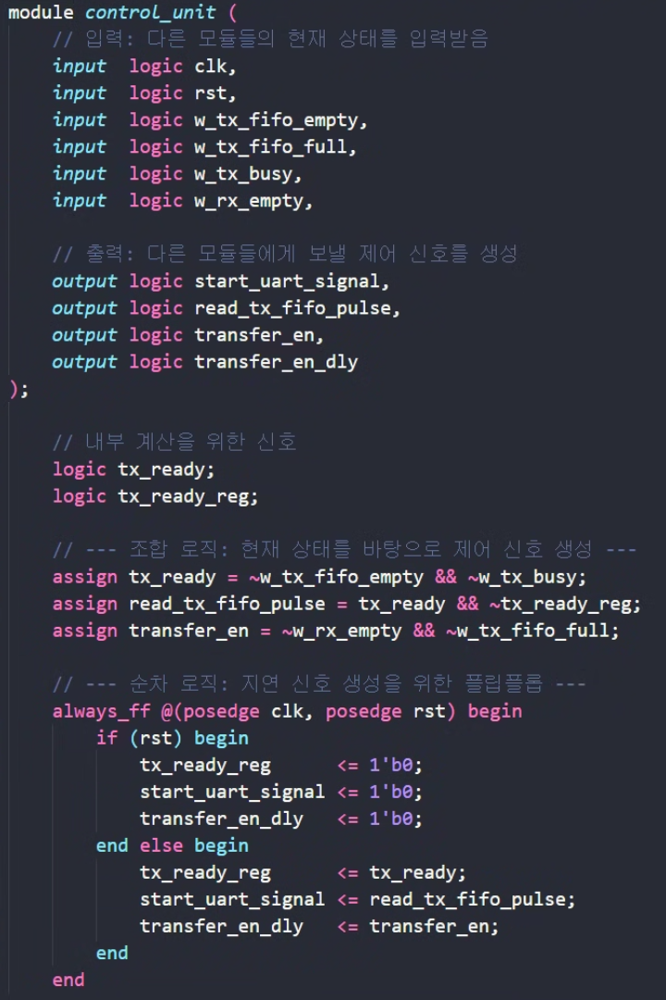 module control_unit (
// 입력: 다른 모듈들의 현재 상태를 입력받음
input  logic clk,
input  logic rst,
input  logic w_tx_fifo_empty,
input  logic w_tx_fifo_full,
input  logic w_tx_busy,
input  logic w_rx_empty,
// 출력: 다른 모듈들에게 보낼 제어 신호를 생성
output logic start_uart_signal,
output logic read_tx_fifo_pulse,
output logic transfer_en,
output logic transfer_en_dly
);
// 내부 계산을 위한 신호
logic tx_ready;
logic tx_ready_reg;
// --- 조합 로직: 현재 상태를 바탕으로 제어 신호 생성 ---
assign tx_ready = ~w_tx_fifo_empty && ~w_tx_busy;
assign read_tx_fifo_pulse = tx_ready && ~tx_ready_reg;
assign transfer_en = ~w_rx_empty && ~w_tx_fifo_full;
// --- 순차 로직: 지연 신호 생성을 위한 플립플롭 ---
always_ff @(posedge clk, posedge rst) begin
if (rst) begin
tx_ready_reg      <= 1'b0;
start_uart_signal <= 1'b0;
transfer_en_dly   <= 1'b0;
end else begin
tx_ready_reg      <= tx_ready;
start_uart_signal <= read_tx_fifo_pulse;
transfer_en_dly   <= transfer_en;
end
end